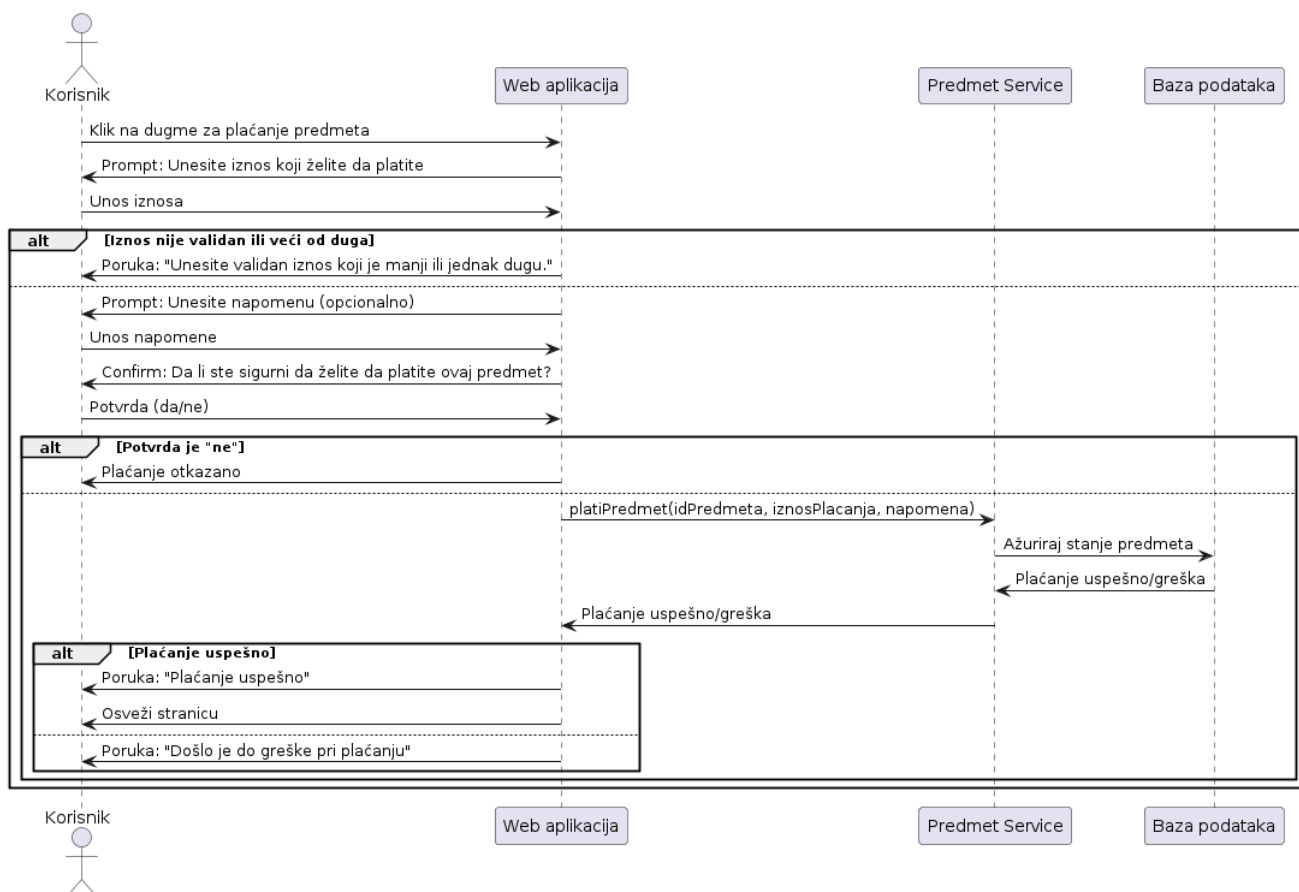 Korisnik
Web aplikacija
Predmet Service
Baza podataka
Klik na dugme za plaćanje predmeta
Prompt: Unesite iznos koji želite da platite
Unos iznosa
alt [Iznos nije validan ili veći od duga]
Poruka: "Unesite validan iznos koji je manji ili jednak dugu."
Prompt: Unesite napomenu (opcionalno)
Unos napomene
Confirm: Da li ste sigurni da želite da platite ovaj predmet?
Potvrda (da/ne)
alt [Potvrda je "ne"]
Plaćanje otkazano
platiPredmet(idPredmeta, iznosPlacanja, napomena)
Ažuriraj stanje predmeta
Plaćanje uspešno/greška
Plaćanje uspešno/greška
alt [Plaćanje uspešno]
Poruka: "Plaćanje uspešno"
Osveži stranicu
Poruka: "Došlo je do greške pri plaćanju"
Korisnik
Web aplikacija
Predmet Service
Baza podataka